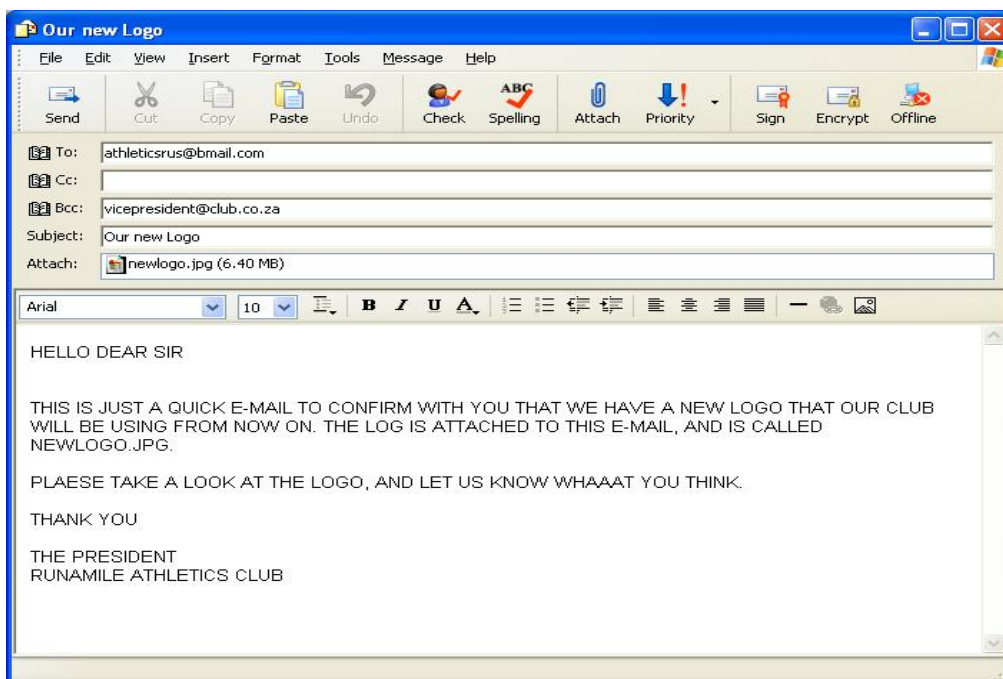 Our new Logo
File Edit View Insert Format Tools Message Help
ABC
Send Cut Copy Paste Undo Check Spelling Attach Priority Sign Encrypt Offline
To: athleticsrus@bmail.com
Cc:
Bcc: vicepresident@club.co.za
Subject: Our new Logo
Attach: newlogo.jpg (6.40 MB)
Arial 10 B I U A
HELLO DEAR SIR
THIS IS JUST A QUICK E-MAIL TO CONFIRM WITH YOU THAT WE HAVE A NEW LOGO THAT OUR CLUB
WILL BE USING FROM NOW ON. THE LOG IS ATTACHED TO THIS E-MAIL, AND IS CALLED
NEWLOGO.JPG.
PLAESE TAKE A LOOK AT THE LOGO, AND LET US KNOW WHAAAT YOU THINK.
THANK YOU
THE PRESIDENT
RUNAMILE ATHLETICS CLUB